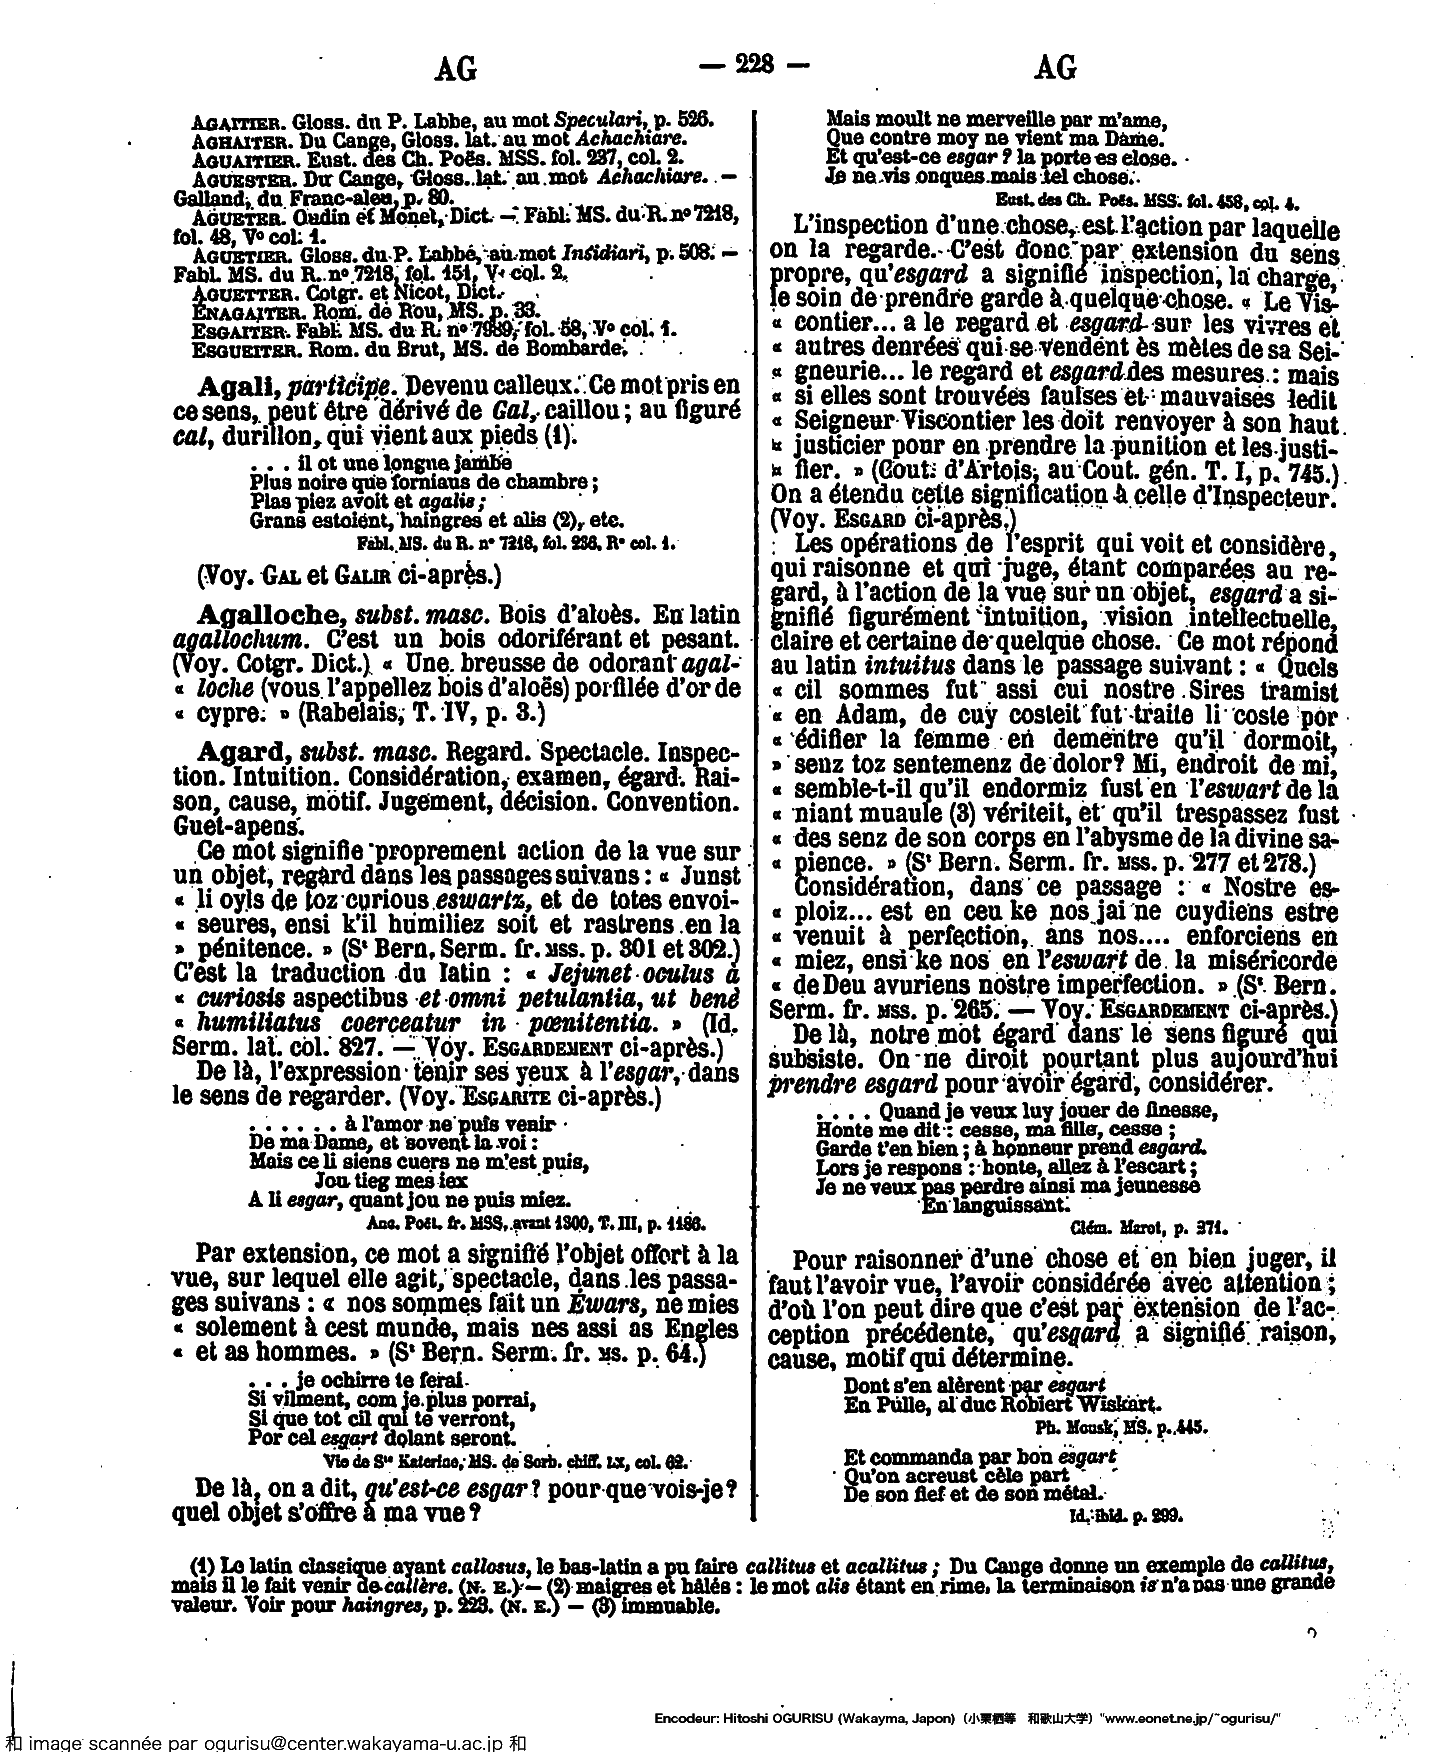 AG
— 228 —
AG
AGAITIER. Gloss. du P. Labbe, au mot Speculari, p. 526.
AGHAITER. Du Cange, Gloss. lat. au mot Achachiare.
AGUAITIER. Eust. des Ch. Poës. MSS. fol. 237, col. 2.
AGUESTER. Du Cange, Gloss. lat. au mot Achachiare. —
Galland, du Franc-aleu, p. 80.
AGUETER. Oudin et Monet, Dict. — Fabl. MS. du R. nº 7218,
fol. 48, Vº col. 1.
AGUETIER. Gloss. du P. Labbe, au mot Insidiari, p. 508. —
Fabl. MS. du R. nº 7218, fol. 151, Vº col. 2.
AGUETTER. Cotgr. et Nicot, Dict.
ENAGAITER. Rom. de Rou, MS. p. 33.
ESGAITER. Fabl. MS. du R. nº 7989, fol. 58, Vº col. 1.
ESGUEITER. Rom. du Brut, MS. de Bombarde.
Agali, participe. Devenu calleux. Ce mot pris en
ce sens, peut être dérivé de Gal, caillou ; au figuré
cal, durillon, qui vient aux pieds (1).
. . . il ot une longue jambe
Plus noire que forniaus de chambre ;
Plas piez avoit et agalis ;
Grans estoient, haingres et alis (2), etc.
Fabl. MS. du R. nº 7218, fol. 236, Rº col. 1.
(Voy. GAL et GALIR ci-après.)
Agalloche, subst. masc. Bois d'aloès. En latin
agallochum. C'est un bois odoriférant et pesant.
(Voy. Cotgr. Dict.) « Une breusse de odorant agal-
« loche (vous l'appellez bois d'aloës) porfilée d'or de
« cypre. » (Rabelais, T. IV, p. 3.)
Agard, subst. masc. Regard. Spectacle. Inspec-
tion. Intuition. Considération, examen, égard. Rai-
son, cause, motif. Jugement, décision. Convention.
Guet-apens.
Ce mot signifie proprement action de la vue sur
un objet, regard dans les passages suivans : « Junst
« li oyls de toz curious eswartz, et de totes envoi-
« seures, ensi k'il humiliez soit et rastrens en la
» pénitence. » (Sᵗ Bern. Serm. fr. MSS. p. 301 et 302.)
C'est la traduction du latin : « Jejunet oculus à
« curiosis aspectibus et omni petulantia, ut benè
« humiliatus coerceatur in pœnitentia. » (Id.
Serm. lat. col. 827. — Voy. ESGARDEMENT ci-après.)
De là, l'expression tenir ses yeux à l'esgar, dans
le sens de regarder. (Voy. ESGARITE ci-après.)
. . . . . . à l'amor ne puis venir
De ma Dame, et sovent la voi :
Mais ce li siens cuers ne m'est puis,
Jou tieg mes iex
A li esgar, quant jou ne puis miez.
Anc. Poët. fr. MSS. avant 1300, T. III, p. 1186.
Par extension, ce mot a signifié l'objet offert à la
vue, sur lequel elle agit, spectacle, dans les passa-
ges suivans : « nos sommes fait un Éwars, ne mies
« solement à cest munde, mais nes assi as Engles
« et as hommes. » (Sᵗ Bern. Serm. fr. MS. p. 64.)
. . . je ochirre te ferai
Si vilment, com je plus porrai,
Si que tot cil qui te verront,
Por cel esgart dolant seront.
Vie de Sᵗᵉ Katerine, MS. de Sorb. chiff. LX, col. 62.
De là, on a dit, qu'est-ce esgar ? pour que vois-je ?
quel objet s'offre à ma vue ?
Mais moult ne merveille par m'ame,
Que contre moy ne vient ma Dame.
Et qu'est-ce esgar ? la porte es close.
Je ne vis onques mais tel chose.
Eust. des Ch. Poës. MSS. fol. 458, col. 4.
L'inspection d'une chose, est l'action par laquelle
on la regarde. C'est donc par extension du sens
propre, qu'esgard a signifié inspection, la charge,
le soin de prendre garde à quelque chose. « Le Vis-
« contier... a le regard et esgard sur les vivres et
« autres denrées qui se vendent ès mètes de sa Sei-
« gneurie... le regard et esgard des mesures : mais
« si elles sont trouvées faulses et mauvaises ledit
« Seigneur Viscontier les doit renvoyer à son haut
« justicier pour en prendre la punition et les justi-
« fier. » (Cout. d'Artois, au Cout. gén. T. I, p. 745.)
On a étendu cette signification à celle d'Inspecteur.
(Voy. ESGARD ci-après.)
Les opérations de l'esprit qui voit et considère,
qui raisonne et qui juge, étant comparées au re-
gard, à l'action de la vue sur un objet, esgard a si-
gnifié figurément intuition, vision intellectuelle,
claire et certaine de quelque chose. Ce mot répond
au latin intuitus dans le passage suivant : « Quels
« cil sommes fut assi cui nostre Sires tramist
« en Adam, de cuy costeit fut traite li coste por
« édifier la femme en dementre qu'il dormoit,
» senz toz sentemenz de dolor ? Mi, endroit de mi,
« semble-t-il qu'il endormiz fust en l'eswart de la
« niant muaule (3) vériteit, et qu'il trespassez fust
« des senz de son corps en l'abysme de la divine sa-
« pience. » (Sᵗ Bern. Serm. fr. MSS. p. 277 et 278.)
Considération, dans ce passage : « Nostre es-
« ploiz... est en ceu ke nos jai ne cuydiens estre
« venuit à perfection, ans nos.... enforciens en
« miez, ensi ke nos en l'eswart de la miséricorde
« de Deu avuriens nostre imperfection. » (Sᵗ Bern.
Serm. fr. MSS. p. 265. — Voy. ESGARDEMENT ci-après.)
De là, notre mot égard dans le sens figuré qui
subsiste. On ne diroit pourtant plus aujourd'hui
prendre esgard pour avoir égard, considérer.
. . . . Quand je veux luy jouer de finesse,
Honte me dit : cesse, ma fille, cesse ;
Garde t'en bien ; à honneur prend esgard.
Lors je respons : honte, allez à l'escart ;
Je ne veux pas perdre ainsi ma jeunesse
En languissant.
Clém. Marot, p. 371.
Pour raisonner d'une chose et en bien juger, il
faut l'avoir vue, l'avoir considérée avec attention ;
d'où l'on peut dire que c'est par extension de l'ac-
ception précédente, qu'esgard a signifié raison,
cause, motif qui détermine.
Dont s'en alèrent par esgart
En Pulle, al duc Robiert Wiskart.
Ph. Mousk, MS. p. 445.
Et commanda par bon esgart
Qu'on acreust cèle part
De son fief et de son métal.
Id. ibid. p. 299.
(1) Le latin classique ayant callosus, le bas-latin a pu faire callitus et acallitus ; Du Cange donne un exemple de callitus,
mais il le fait venir de callère. (N. E.) — (2) maigres et hâlés : le mot alis étant en rime, la terminaison is n'a pas une grande
valeur. Voir pour haingres, p. 223. (N. E.) — (3) immuable.
Encodeur: Hitoshi OGURISU (Wakayma, Japon) (小栗栖等 和歌山大学) "www.eonet.ne.jp/~ogurisu/"
和 image scannée par ogurisu@center.wakayama-u.ac.jp 和